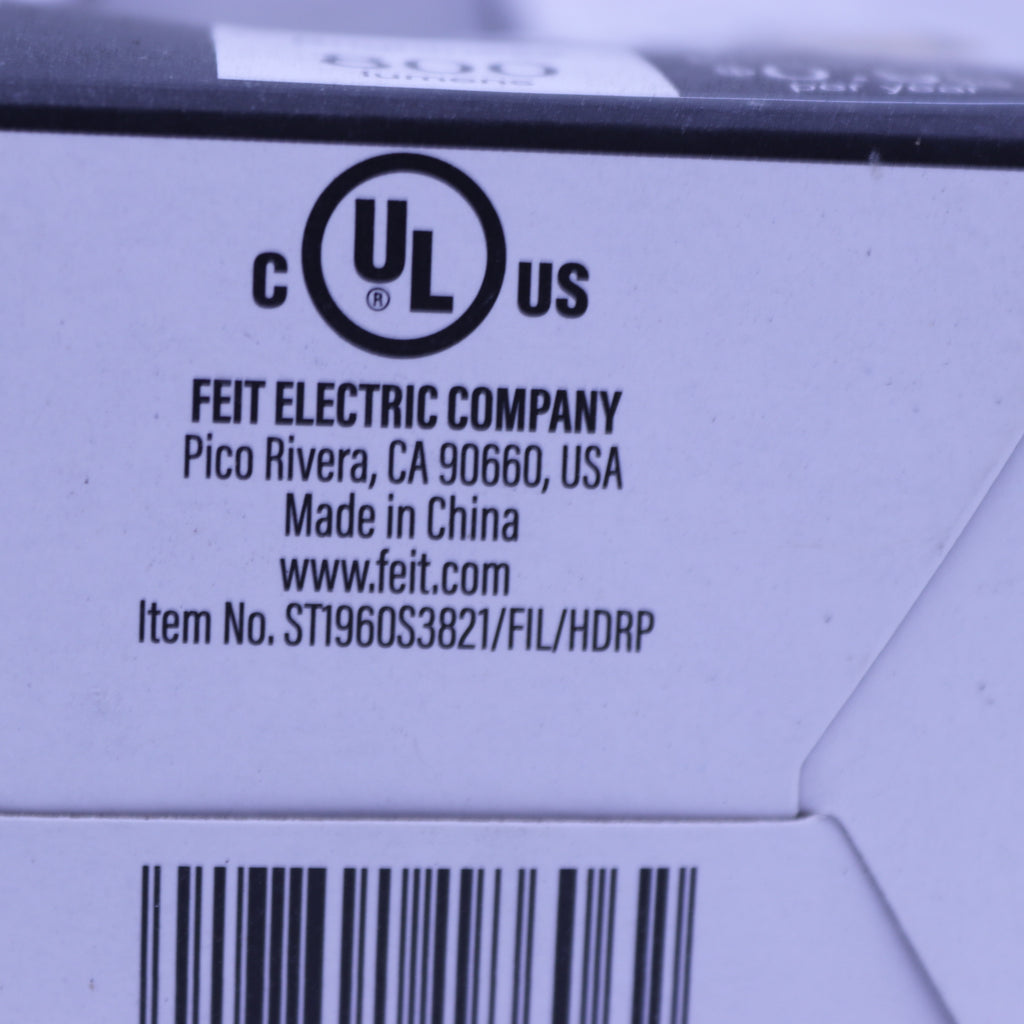 800
lumens
per year
C UL® US
FEIT ELECTRIC COMPANY
Pico Rivera, CA 90660, USA
Made in China
www.feit.com
Item No. ST1960S3821/FIL/HDRP